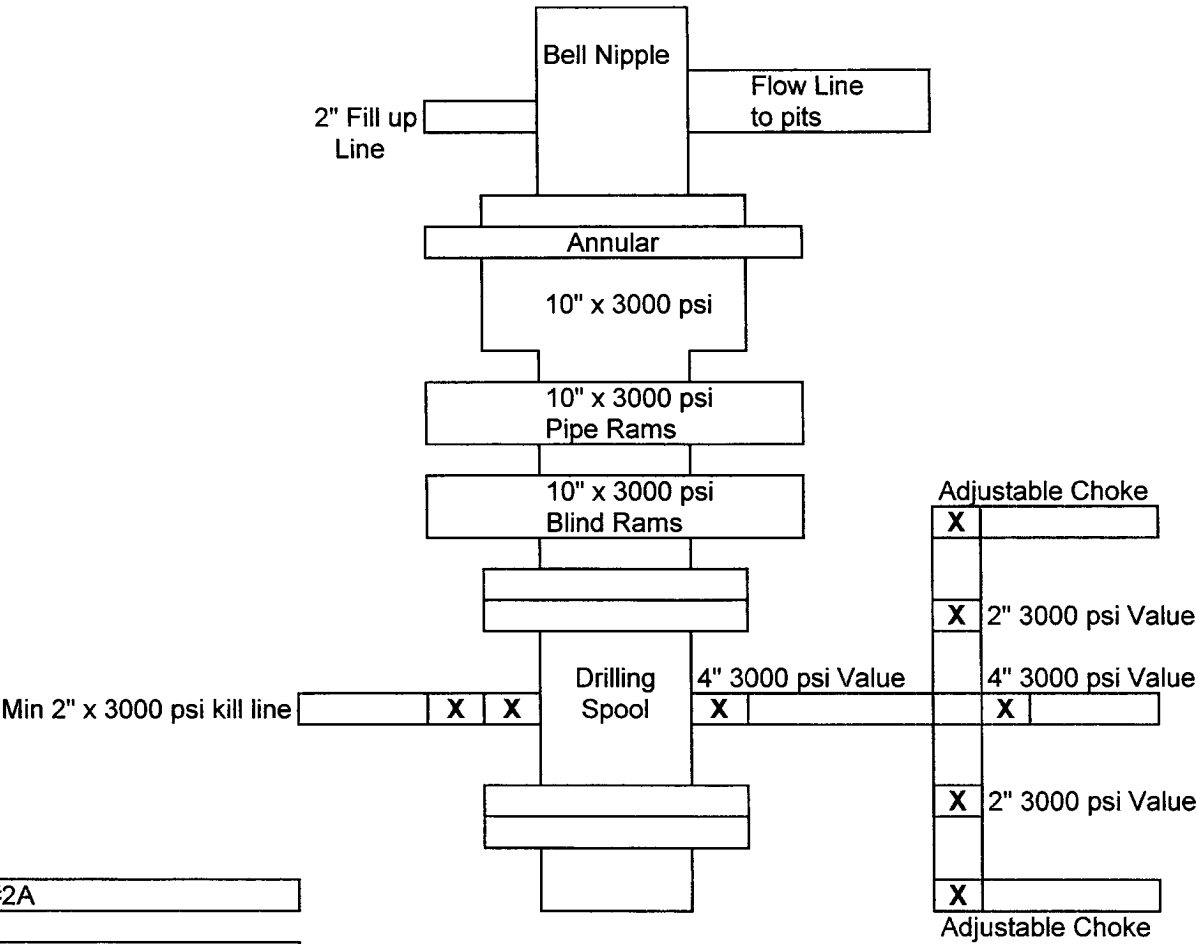 Bell Nipple
Flow Line
to pits
2" Fill up
Line
Annular
10" x 3000 psi
10" x 3000 psi
Pipe Rams
10" x 3000 psi
Blind Rams
Adjustable Choke
X
X 2" 3000 psi Value
Drilling
Spool
4" 3000 psi Value
4" 3000 psi Value
Min 2" x 3000 psi kill line
X X
X
X
X 2" 3000 psi Value
2A
X
Adjustable Choke